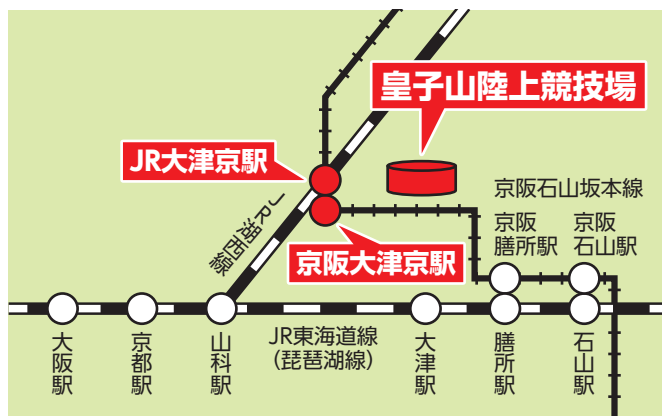 皇子山陸上競技場
JR大津京駅
京阪石山坂本線
京阪
膳所駅
京阪
石山駅
JR湖西線
京阪大津京駅
大阪駅
京都駅
山科駅
JR東海道線
(琵琶湖線)
大津駅
膳所駅
石山駅